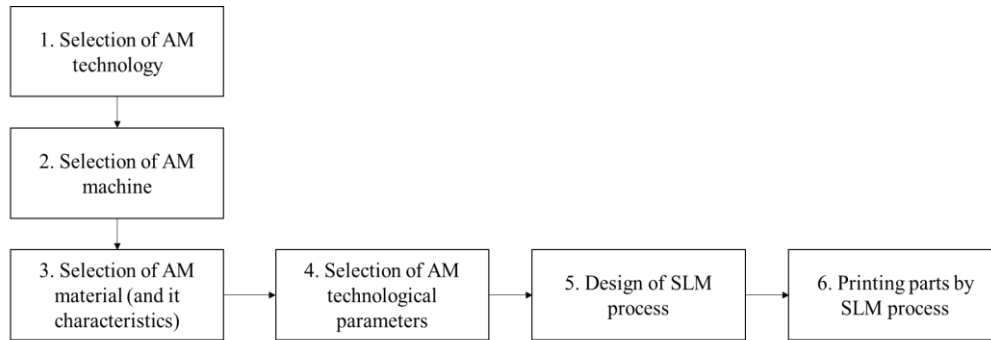 1. Selection of AM
technology
2. Selection of AM
machine
3. Selection of AM
material (and it
characteristics)
4. Selection of AM
technological
parameters
5. Design of SLM
process
6. Printing parts by
SLM process